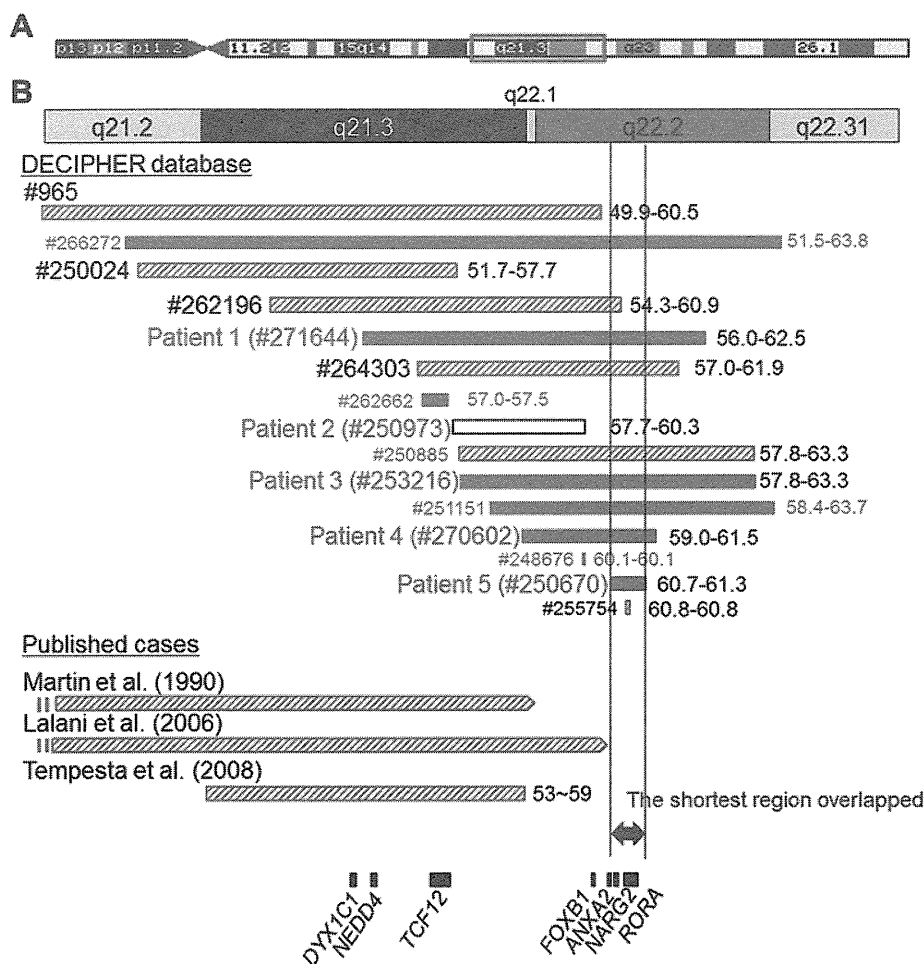 A
p13 p12 p11.2 11.2 12 15q14 q21.3 q23 26.1
B
q22.1
q21.2 q21.3 q22.2 q22.31
DECIPHER database
#965
49.9-60.5
#266272 51.5-63.8
#250024 51.7-57.7
#262196 54.3-60.9
Patient 1 (#271644) 56.0-62.5
#264303 57.0-61.9
#262662 57.0-57.5
Patient 2 (#250973) 57.7-60.3
#250885 57.8-63.3
Patient 3 (#253216) 57.8-63.3
#251151 58.4-63.7
Patient 4 (#270602) 59.0-61.5
#248676 60.1-60.1
Patient 5 (#250670) 60.7-61.3
#255754 60.8-60.8
Published cases
Martin et al. (1990)
Lalani et al. (2006)
Tempesta et al. (2008)
53~59
The shortest region overlapped
DYX1C1
NEDD4
TCF12
FOXB1
ANXA2
NARG2
RORA